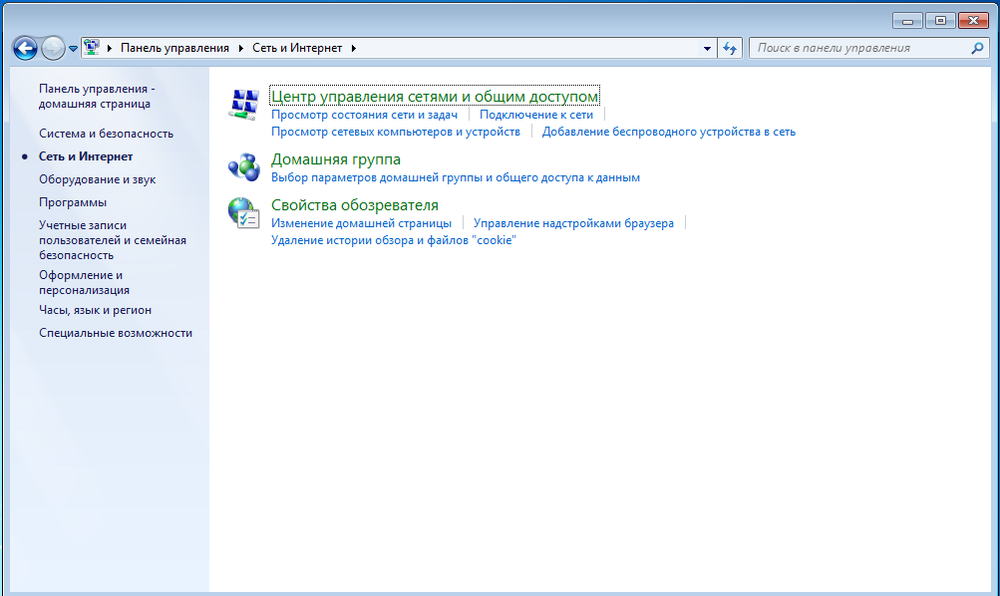 Панель управления
Сеть и Интернет
Поиск в панели управления
Панель управления -
домашняя страница
Система и безопасность
Сеть и Интернет
Оборудование и звук
Программы
Учетные записи
пользователей и семейная
безопасность
Оформление и
персонализация
Часы, язык и регион
Специальные возможности
Центр управления сетями и общим доступом
Просмотр состояния сети и задач
Подключение к сети
Просмотр сетевых компьютеров и устройств
Добавление беспроводного устройства в сеть
Домашняя группа
Выбор параметров домашней группы и общего доступа к данным
Свойства обозревателя
Изменение домашней страницы
Управление надстройками браузера
Удаление истории обзора и файлов "cookie"